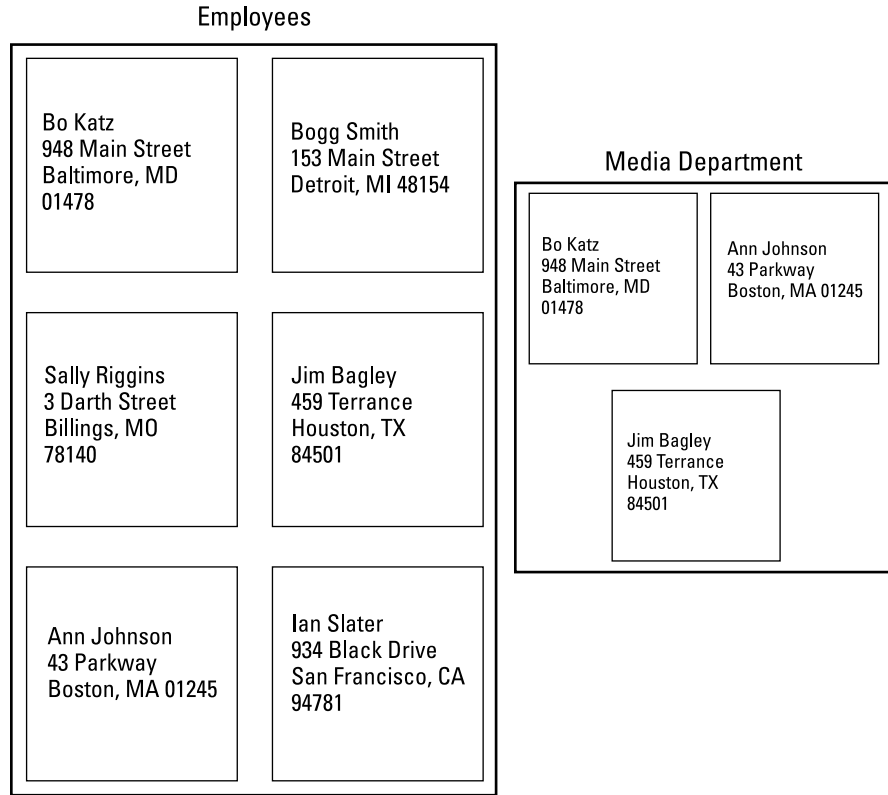 Employees
Bo Katz
948 Main Street
Baltimore, MD
01478
Bogg Smith
153 Main Street
Detroit, MI 48154
Sally Riggins
3 Darth Street
Billings, MO
78140
Jim Bagley
459 Terrance
Houston, TX
84501
Ann Johnson
43 Parkway
Boston, MA 01245
Ian Slater
934 Black Drive
San Francisco, CA
94781
Media Department
Bo Katz
948 Main Street
Baltimore, MD
01478
Ann Johnson
43 Parkway
Boston, MA 01245
Jim Bagley
459 Terrance
Houston, TX
84501